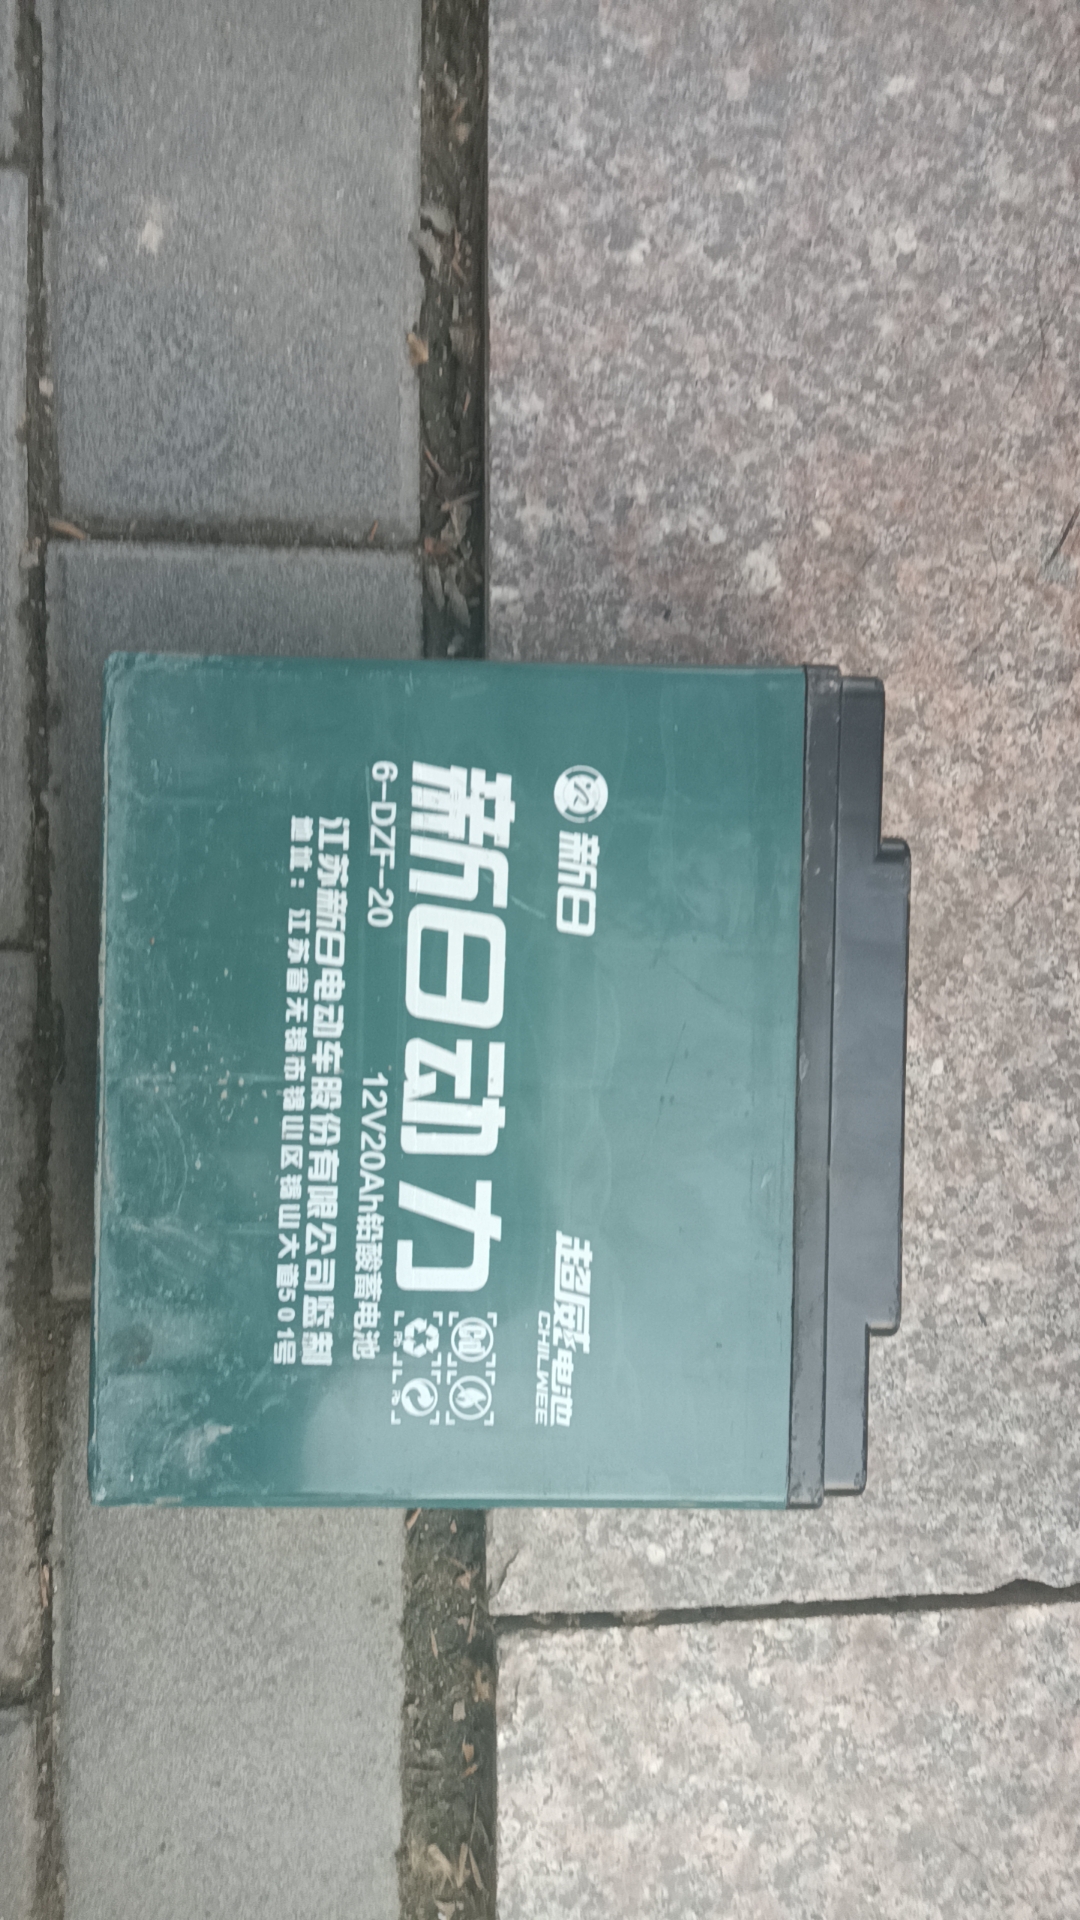 新日
超威电池
CHILWEE
新日动力
Cd
Pb
Pb
6-DZF-20
12V20Ah铅酸蓄电池
江苏新日电动车股份有限公司监制
地址：江苏省无锡市锡山区锡山大道501号